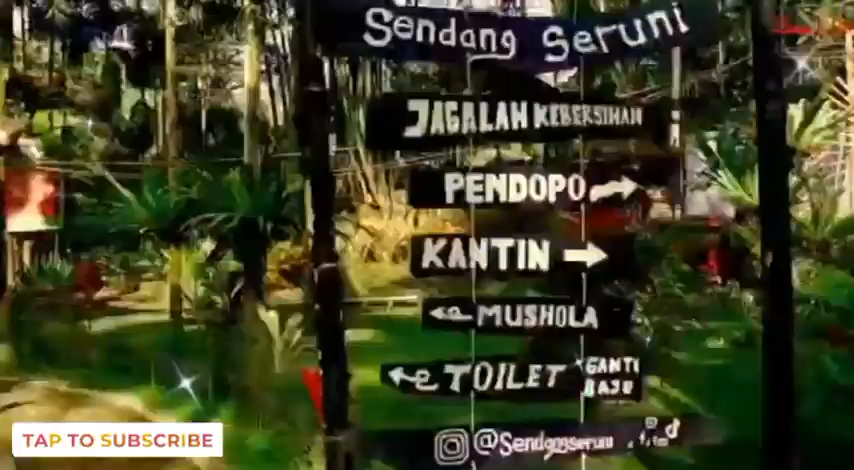 Sendang Seruni
JAGALAH KEBERSIHAN
PENDOPO
KANTIN
MUSHOLA
TOILET GANTI BAJU
@Sendangseruni
TAP TO SUBSCRIBE